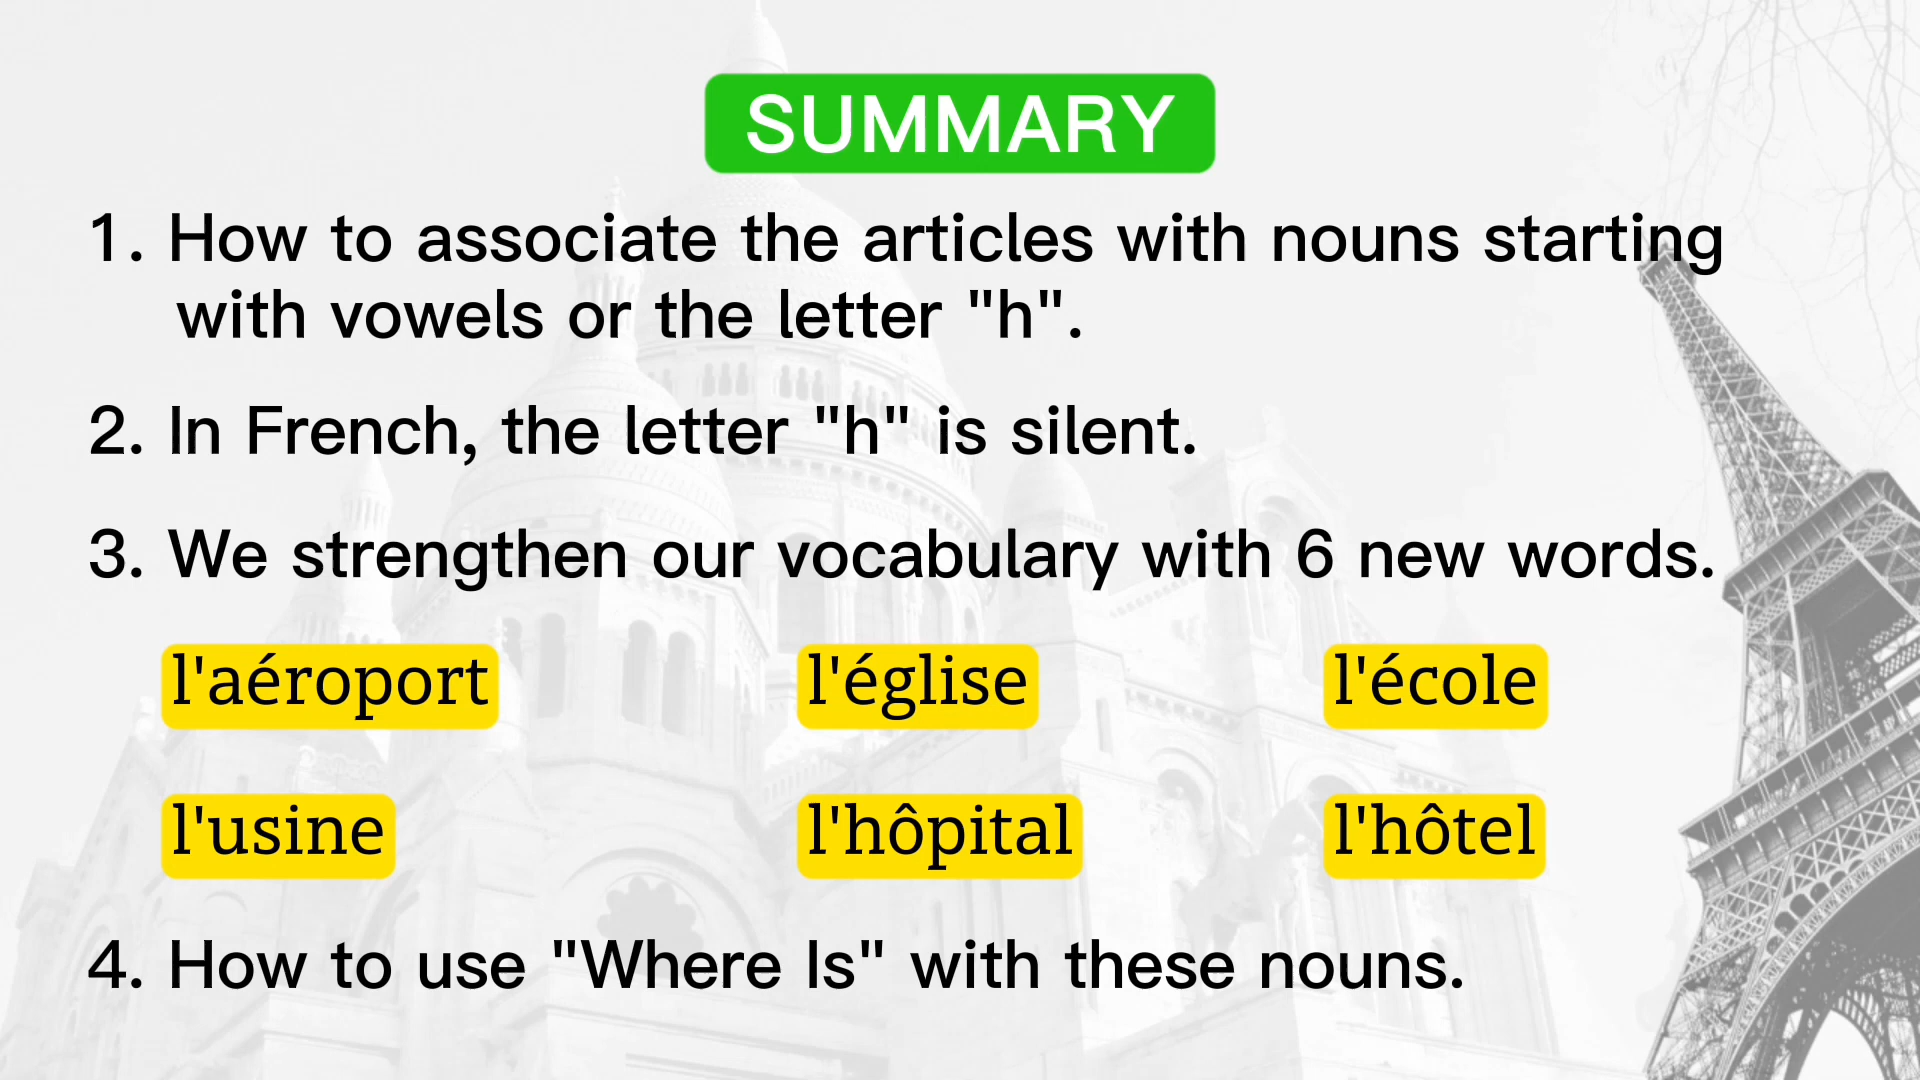 SUMMARY
1. How to associate the articles with nouns starting
with vowels or the letter "h".
2. In French, the letter "h" is silent.
3. We strengthen our vocabulary with 6 new words.
l'aéroport l'église l'école
l'usine l'hôpital l'hôtel
4. How to use "Where Is" with these nouns.